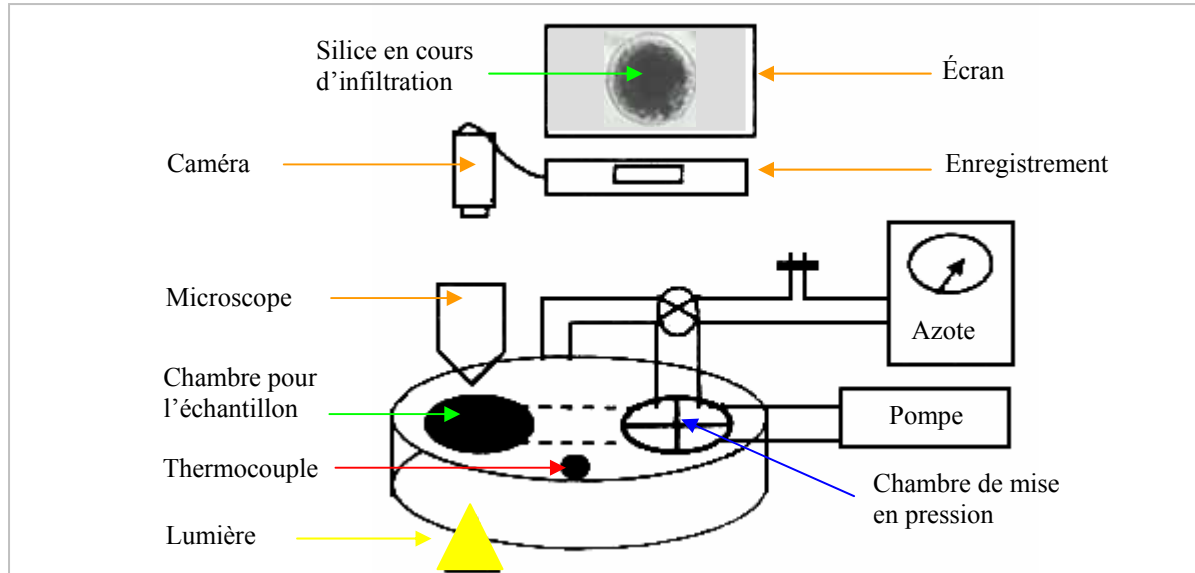 Silice en cours
d’infiltration
Écran
Caméra
Enregistrement
Microscope
Azote
Chambre pour
l’échantillon
Pompe
Thermocouple
Chambre de mise
en pression
Lumière